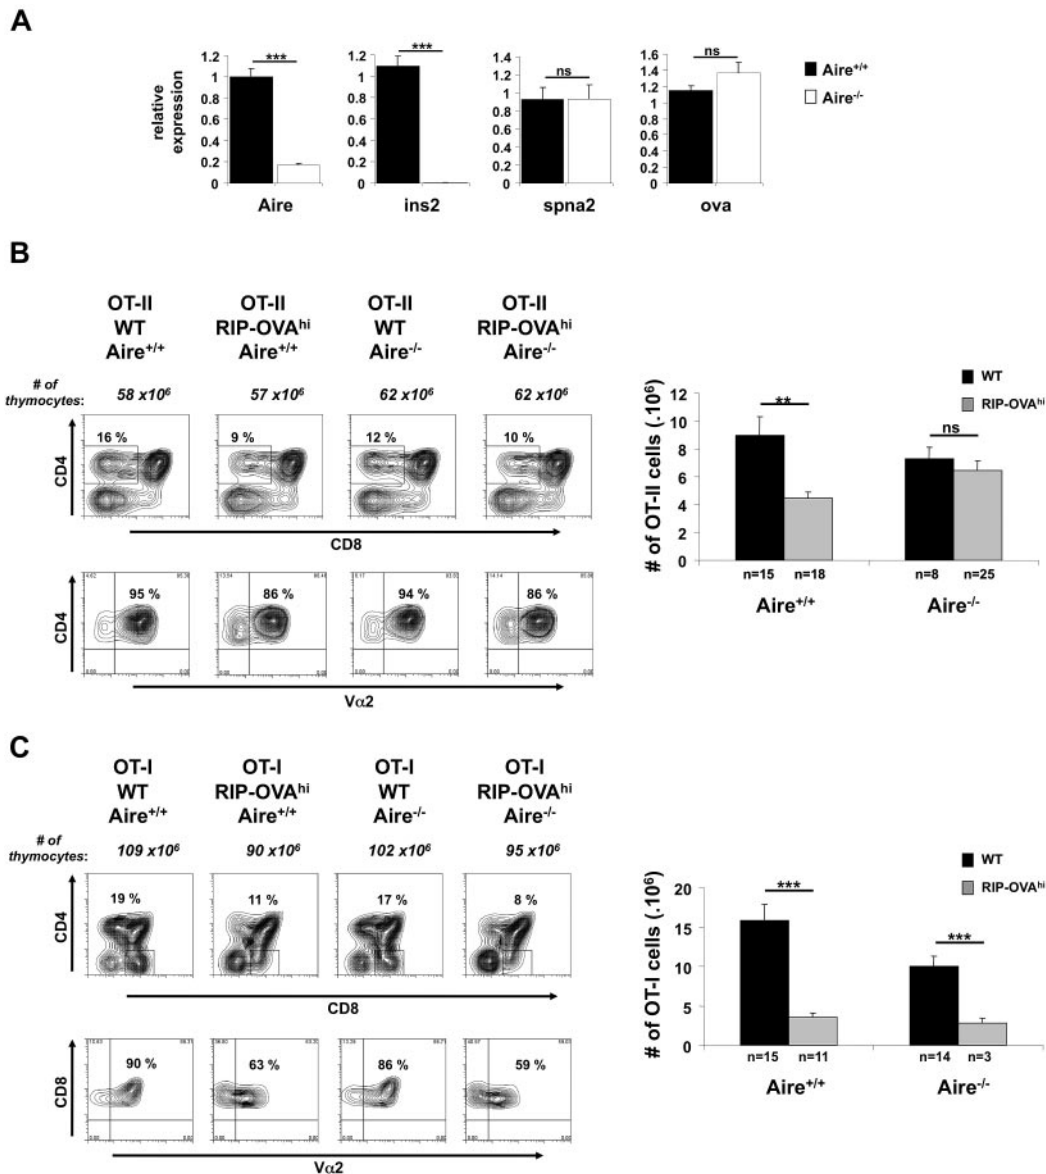 A
relative expression
1.2
1
0.8
0.6
0.4
0.2
0
***
Aire
1.2
1
0.8
0.6
0.4
0.2
0
***
ins2
1.4
1.2
1
0.8
0.6
0.4
0.2
0
ns
spna2
1.6
1.4
1.2
1
0.8
0.6
0.4
0.2
0
ns
ova
Aire+/+
Aire-/-
B
OT-II OT-II OT-II OT-II
WT RIP-OVAhi WT RIP-OVAhi
Aire+/+ Aire+/+ Aire-/- Aire-/-
# of
thymocytes: 58 x10⁶ 57 x10⁶ 62 x10⁶ 62 x10⁶
CD4
16 % 9 % 12 % 10 %
CD8
CD4
95 % 86 % 94 % 86 %
Vα2
# of OT-II cells (.10⁶)
12
10
8
6
4
2
0
WT
RIP-OVAhi
** ns
n=15 n=18 n=8 n=25
Aire+/+ Aire-/-
C
OT-I OT-I OT-I OT-I
WT RIP-OVAhi WT RIP-OVAhi
Aire+/+ Aire+/+ Aire-/- Aire-/-
# of
thymocytes: 109 x10⁶ 90 x10⁶ 102 x10⁶ 95 x10⁶
CD4
19 % 11 % 17 % 8 %
CD8
CD8
90 % 63 % 86 % 59 %
Vα2
# of OT-I cells (.10⁶)
20
15
10
5
0
WT
RIP-OVAhi
*** ***
n=15 n=11 n=14 n=3
Aire+/+ Aire-/-